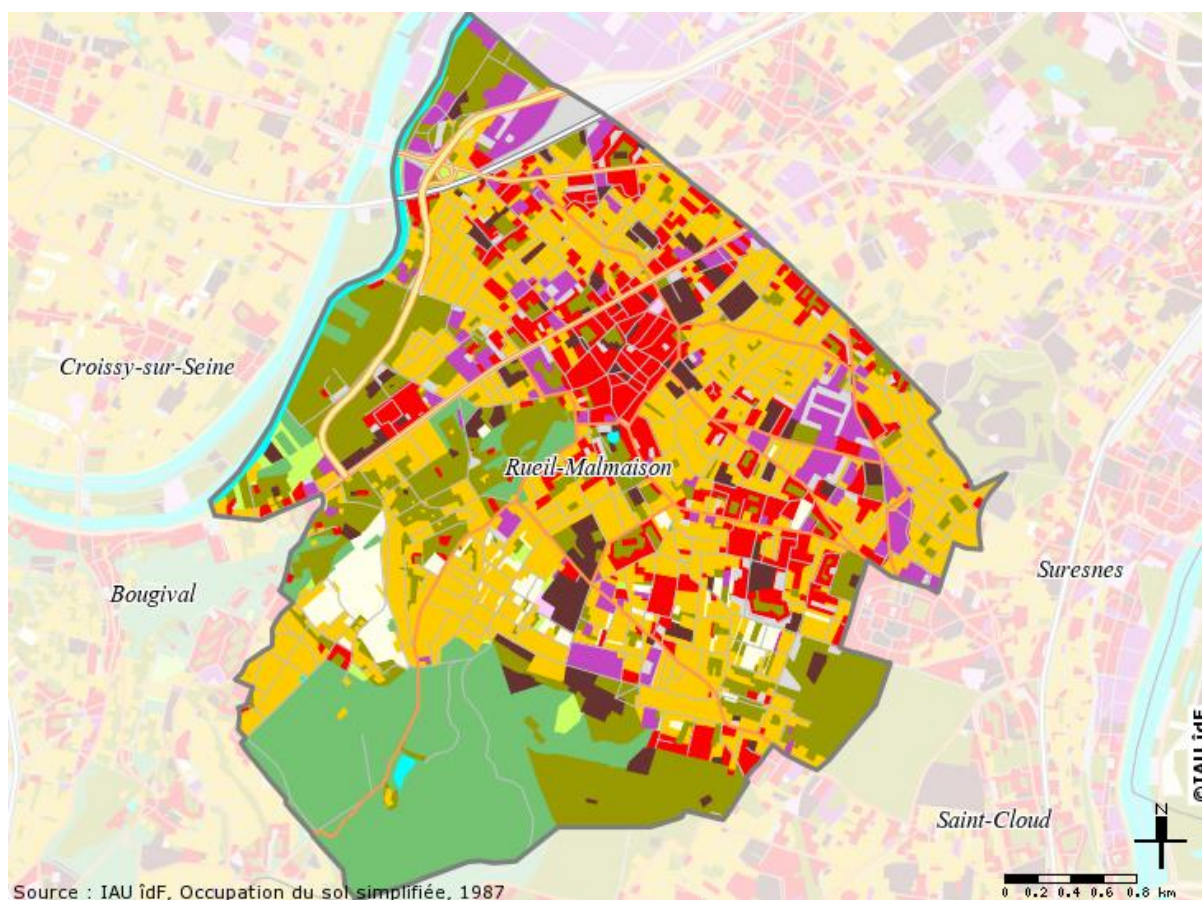 Croissy-sur-Seine
Rueil-Malmaison
Bougival
Suresnes
Saint-Cloud
©IAU îdF
N
0 0.2 0.4 0.6 0.8 km
Source : IAU îdF, Occupation du sol simplifiée, 1987